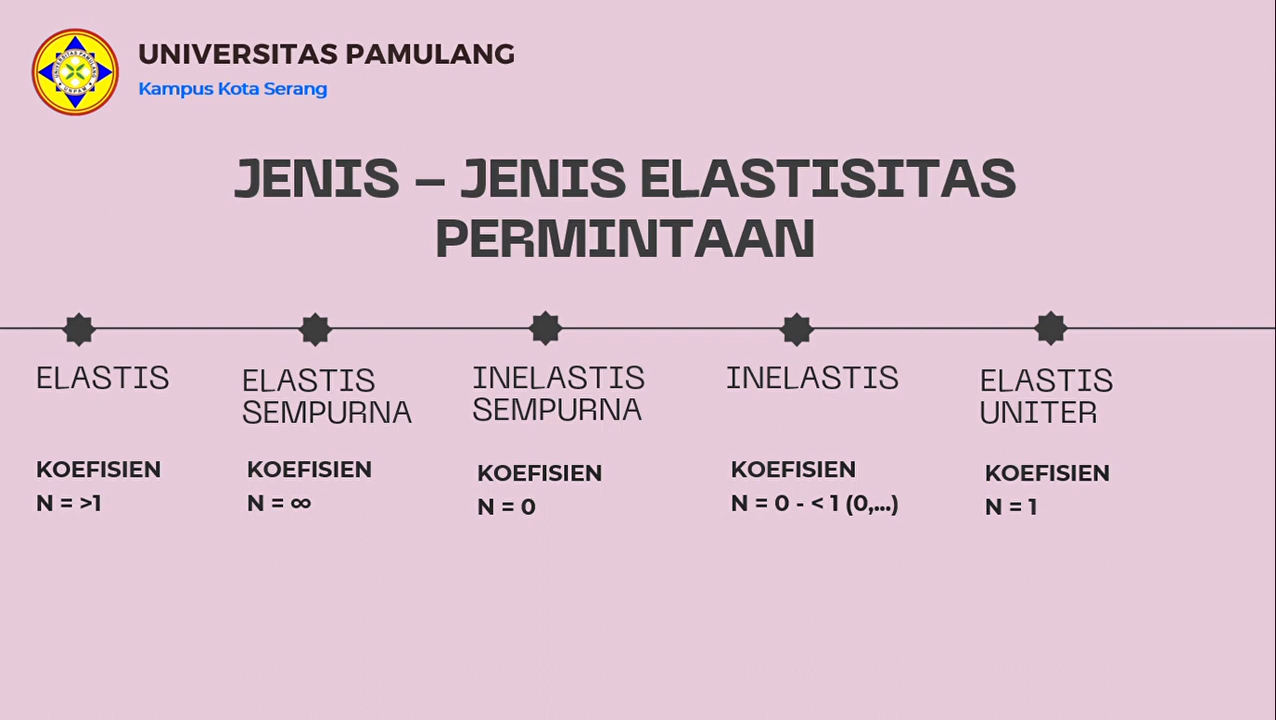 UNIVERSITAS PAMULANG
Kampus Kota Serang
JENIS – JENIS ELASTISITAS
PERMINTAAN
ELASTIS
KOEFISIEN
N = >1
ELASTIS
SEMPURNA
KOEFISIEN
N = ∞
INELASTIS
SEMPURNA
KOEFISIEN
N = 0
INELASTIS
KOEFISIEN
N = 0 - < 1 (0,...)
ELASTIS
UNITER
KOEFISIEN
N = 1